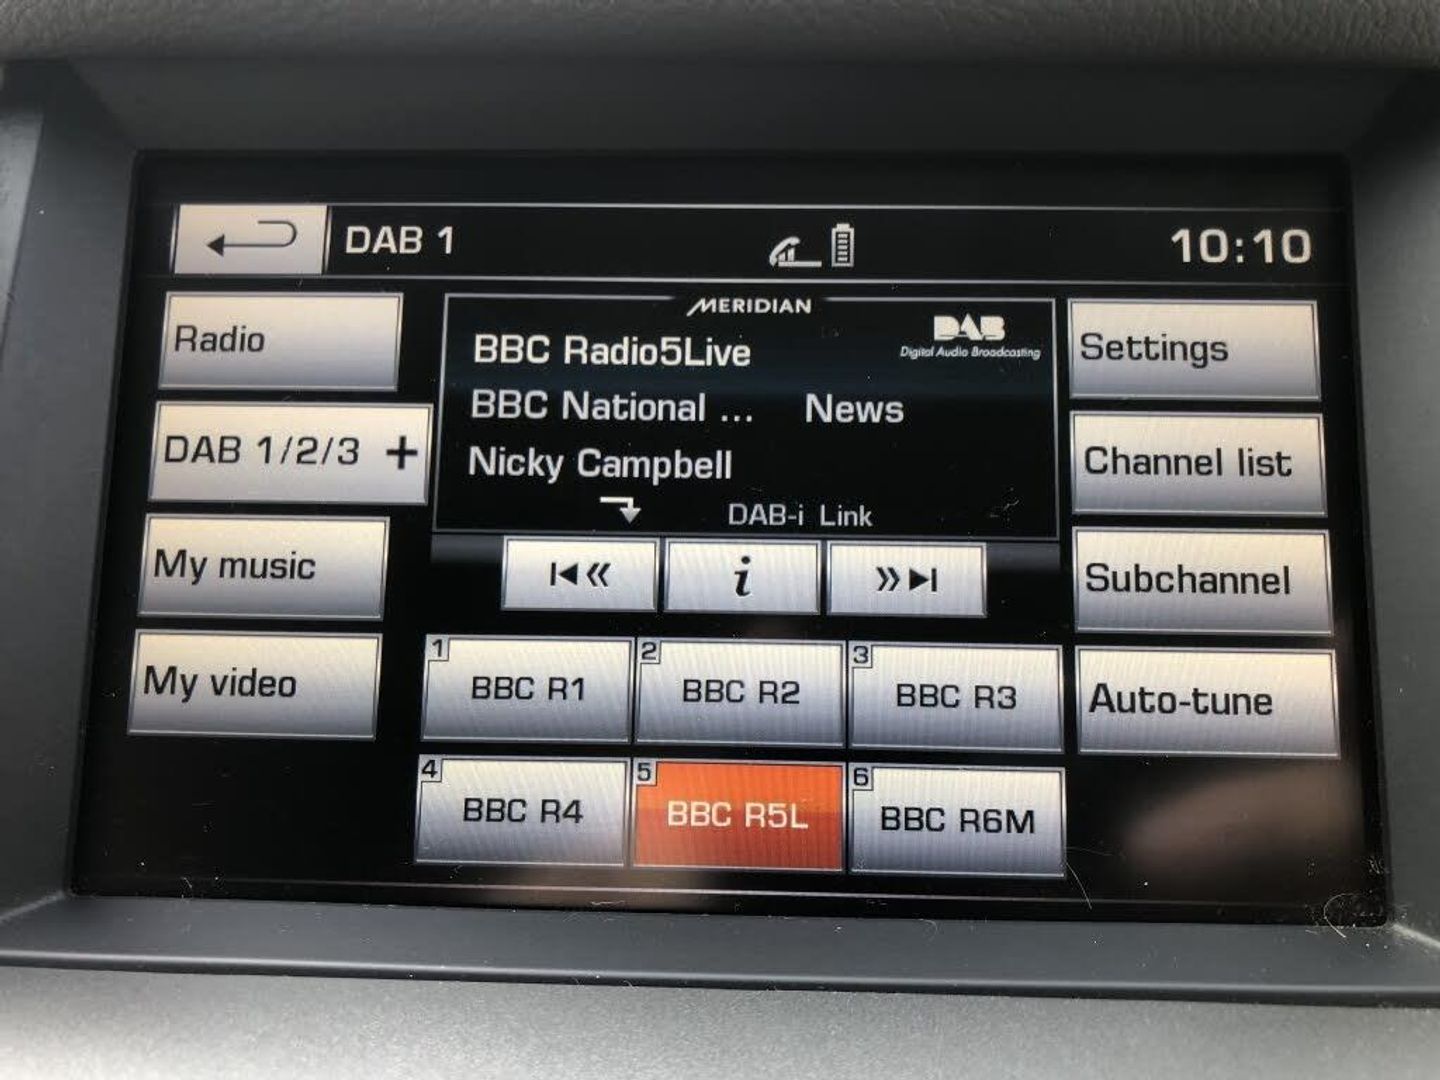 DAB 1
10:10
Radio
DAB 1/2/3 +
My music
My video
MERIDIAN
BBC Radio5Live
DAB
Digital Audio Broadcasting
BBC National ... News
Nicky Campbell
DAB-i Link
i
1 BBC R1
2 BBC R2
3 BBC R3
4 BBC R4
5 BBC R5L
6 BBC R6M
Settings
Channel list
Subchannel
Auto-tune